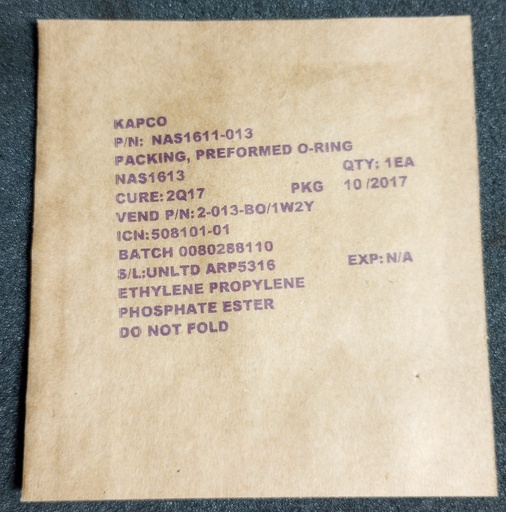 KAPCO
P/N: NAS1611-013
PACKING, PREFORMED O-RING
NAS1613 QTY: 1EA
CURE: 2Q17 PKG 10/2017
VEND P/N: 2-013-BO/1W2Y
ICN: 508101-01
BATCH 0080288110
S/L:UNLTD ARP5316 EXP: N/A
ETHYLENE PROPYLENE
PHOSPHATE ESTER
DO NOT FOLD